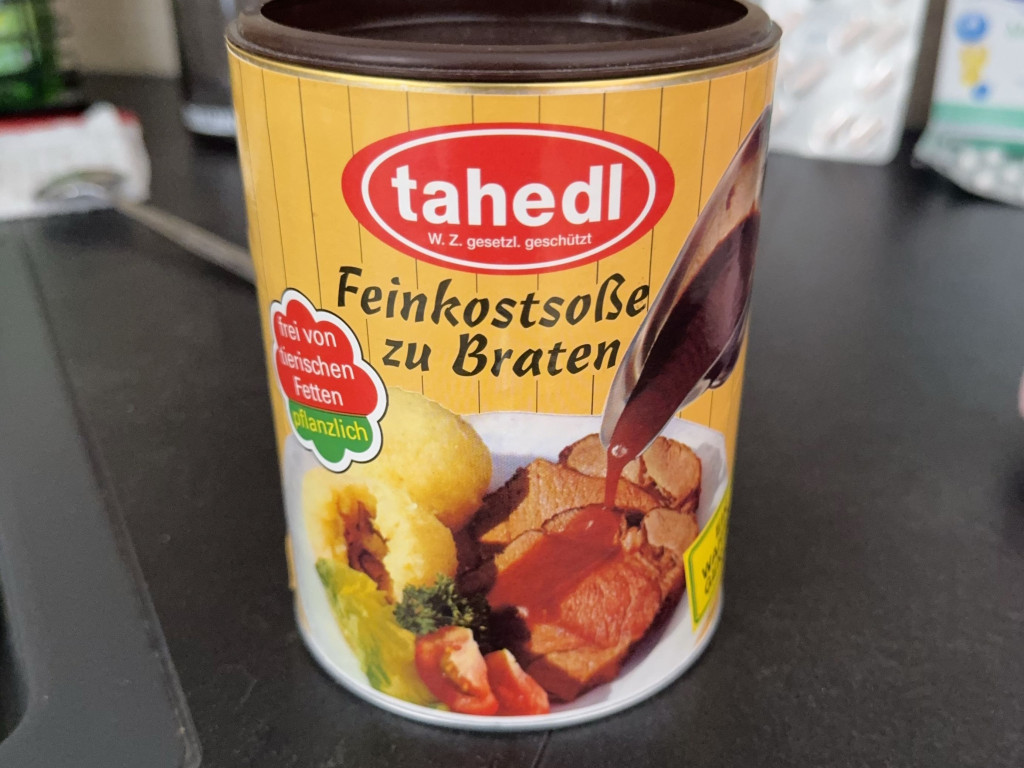 tahedl
W. Z. gesetzl. geschützt
Feinkostsoße
zu Braten
frei von
tierischen
Fetten
pflanzlich